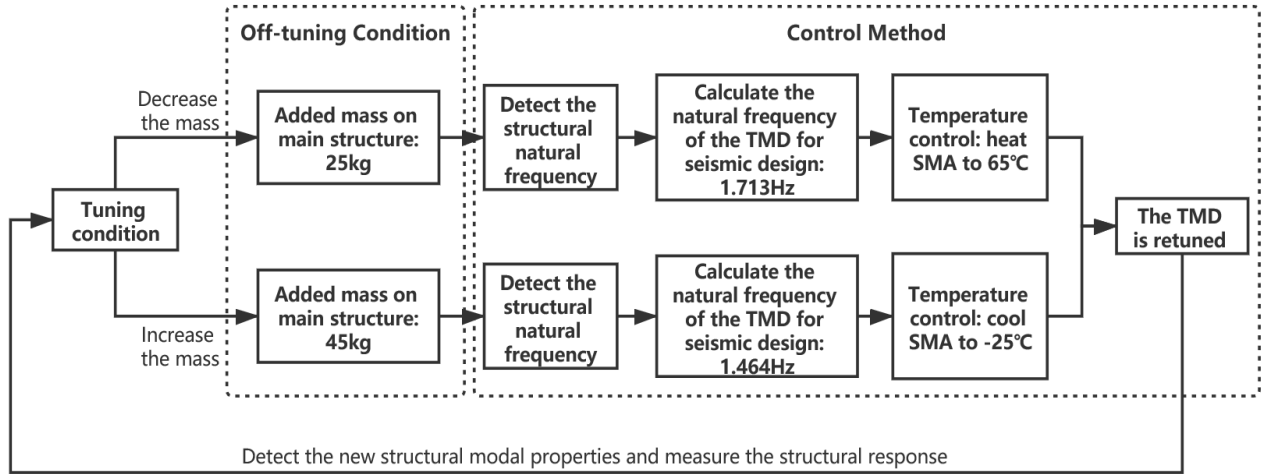 Off-tuning Condition
Control Method
Decrease
the mass
Added mass on
main structure:
25kg
Detect the
structural
natural
frequency
Calculate the
natural frequency
of the TMD for
seismic design:
1.713Hz
Temperature
control: heat
SMA to 65℃
Tuning
condition
The TMD
is retuned
Increase
the mass
Added mass on
main structure:
45kg
Detect the
structural
natural
frequency
Calculate the
natural frequency
of the TMD for
seismic design:
1.464Hz
Temperature
control: cool
SMA to -25℃
Detect the new structural modal properties and measure the structural response